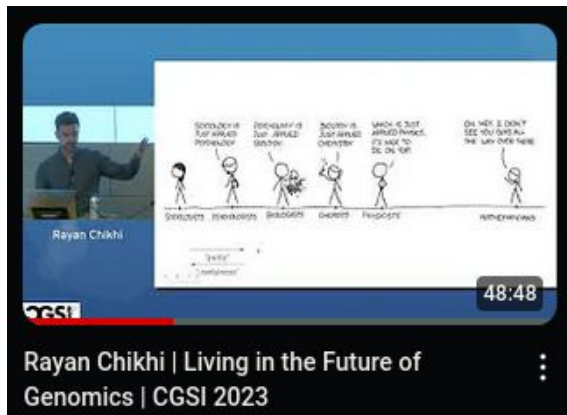 SOCIOLOGY IS
JUST APPLIED
PSYCHOLOGY
PSYCHOLOGY IS
JUST APPLIED
BIOLOGY.
BIOLOGY IS
JUST APPLIED
CHEMISTRY
WHICH IS JUST
APPLIED PHYSICS.
IT'S NICE TO
BE ON TOP.
OH, HEY, I DIDN'T
SEE YOU GUYS ALL
THE WAY OVER THERE.
SOCIOLOGISTS PSYCHOLOGISTS BIOLOGISTS CHEMISTS PHYSICISTS MATHEMATICIANS
"purity"
Rayan Chikhi
CGSI
48:48
Rayan Chikhi | Living in the Future of
Genomics | CGSI 2023